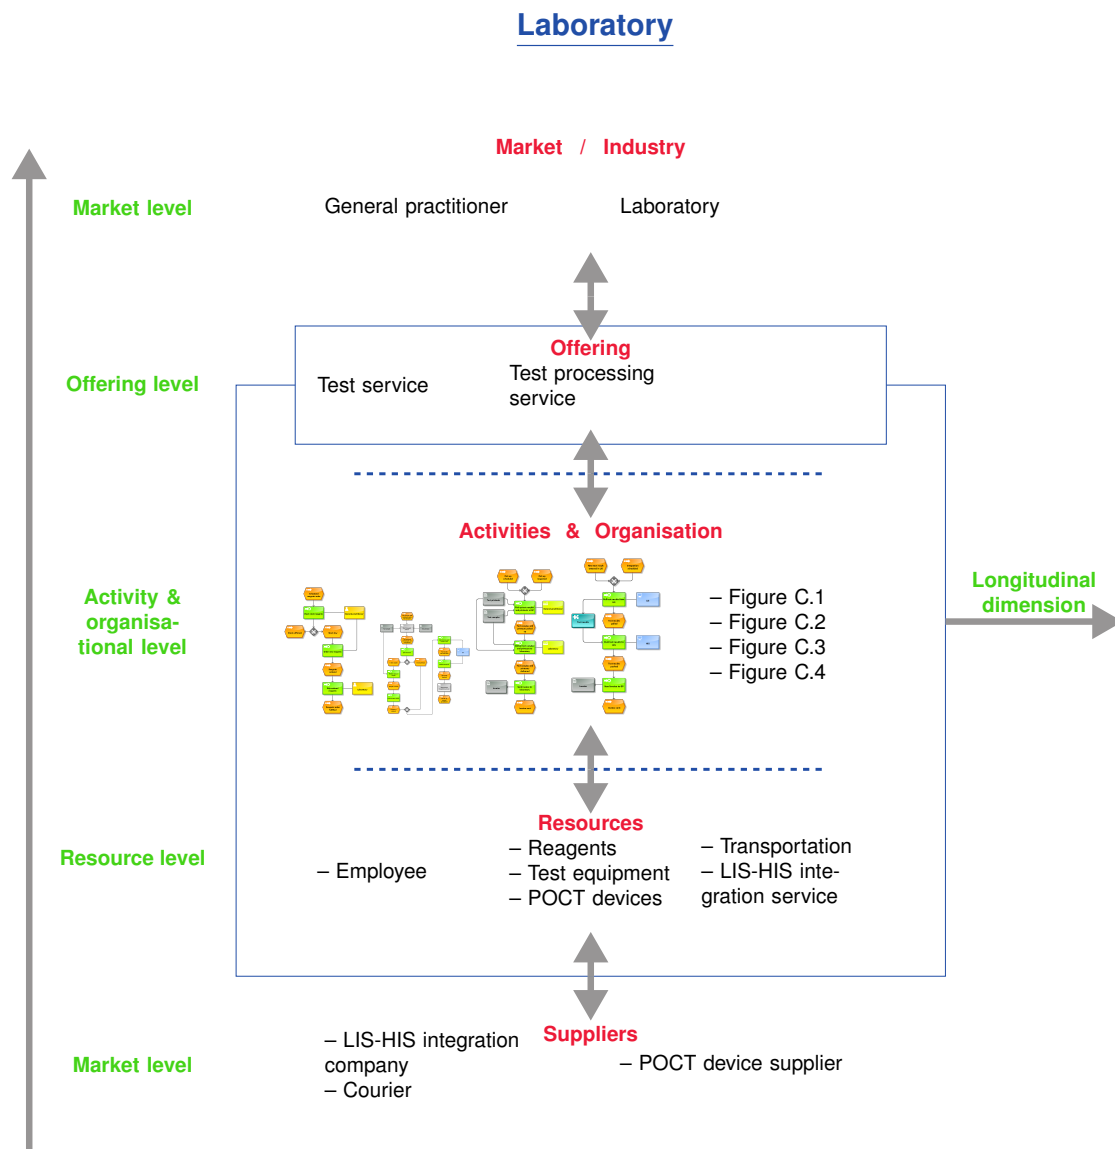 Laboratory
Market / Industry
Market level
General practitioner
Laboratory
Offering
Offering level
Test service
Test processing
service
Activities & Organisation
Activity &
organisa-
tional level
– Figure C.1
– Figure C.2
– Figure C.3
– Figure C.4
Longitudinal
dimension
Resources
Resource level
– Employee
– Reagents
– Test equipment
– POCT devices
– Transportation
– LIS-HIS inte-
gration service
Suppliers
Market level
– LIS-HIS integration
company
– Courier
– POCT device supplier